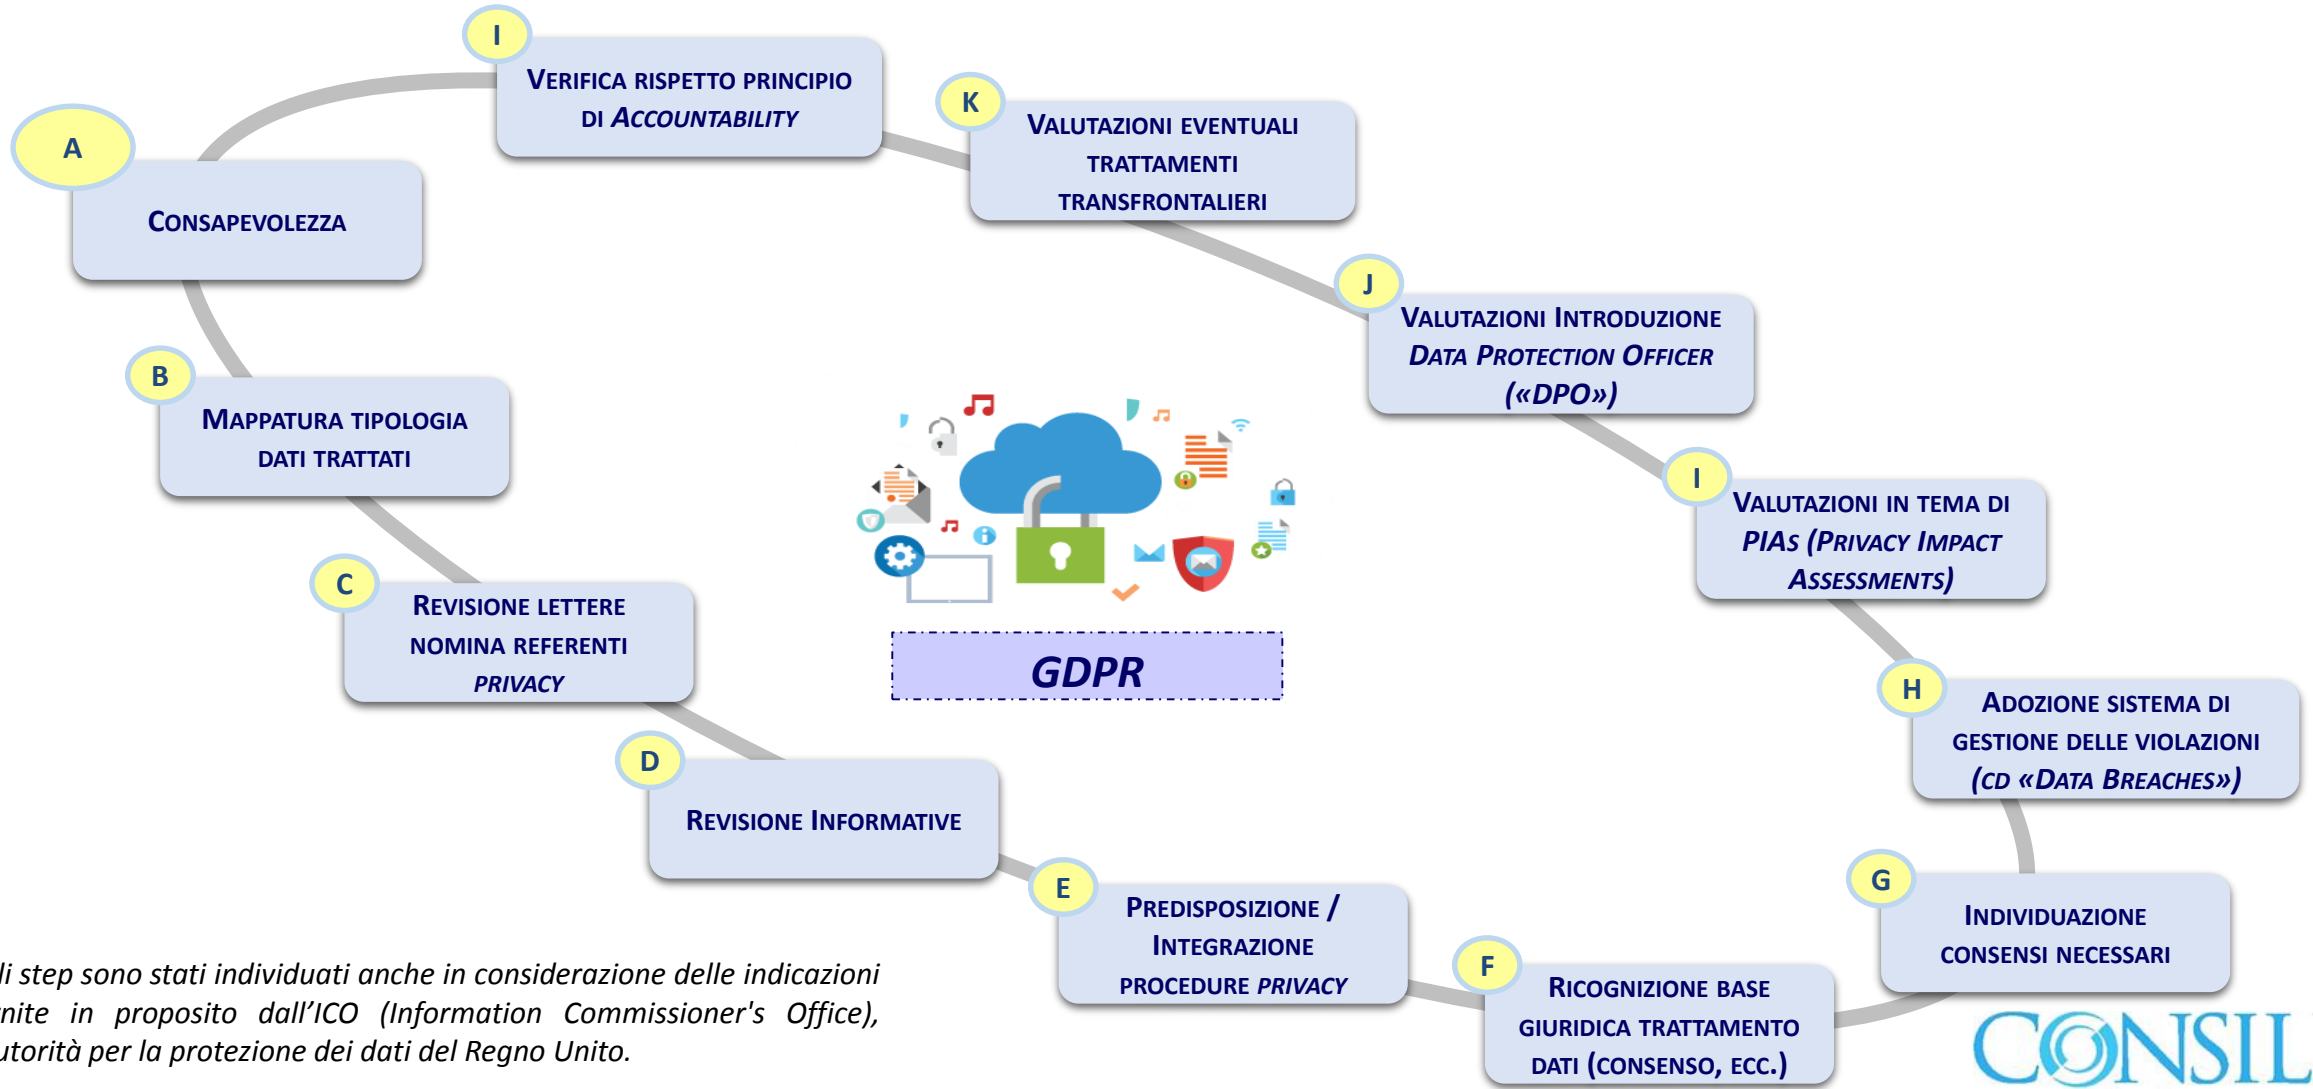 I
VERIFICA RISPETTO PRINCIPIO
DI ACCOUNTABILITY
K
VALUTAZIONI EVENTUALI
TRATTAMENTI
TRANSFRONTALIERI
A
CONSAPEVOLEZZA
J
VALUTAZIONI INTRODUZIONE
DATA PROTECTION OFFICER
(«DPO»)
B
MAPPATURA TIPOLOGIA
DATI TRATTATI
I
VALUTAZIONI IN TEMA DI
PIAS (PRIVACY IMPACT
ASSESSMENTS)
C
REVISIONE LETTERE
NOMINA REFERENTI
PRIVACY
GDPR
H
ADOZIONE SISTEMA DI
GESTIONE DELLE VIOLAZIONI
(CD «DATA BREACHES»)
D
REVISIONE INFORMATIVE
E
PREDISPOSIZIONE /
INTEGRAZIONE
PROCEDURE PRIVACY
G
INDIVIDUAZIONE
CONSENSI NECESSARI
F
RICOGNIZIONE BASE
GIURIDICA TRATTAMENTO
DATI (CONSENSO, ECC.)
li step sono stati individuati anche in considerazione delle indicazioni
nite in proposito dall'ICO (Information Commissioner's Office),
utorità per la protezione dei dati del Regno Unito.
CONSIL